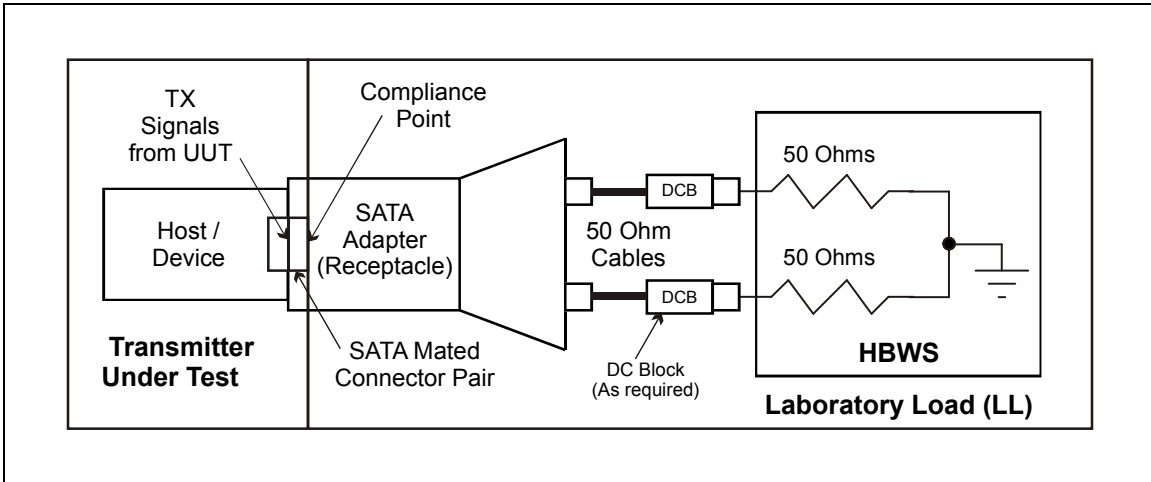 TX
Signals
from UUT
Compliance
Point
Host /
Device
SATA
Adapter
(Receptacle)
50 Ohm
Cables
DCB
DCB
50 Ohms
50 Ohms
HBWS
Transmitter
Under Test
SATA Mated
Connector Pair
DC Block
(As required)
Laboratory Load (LL)